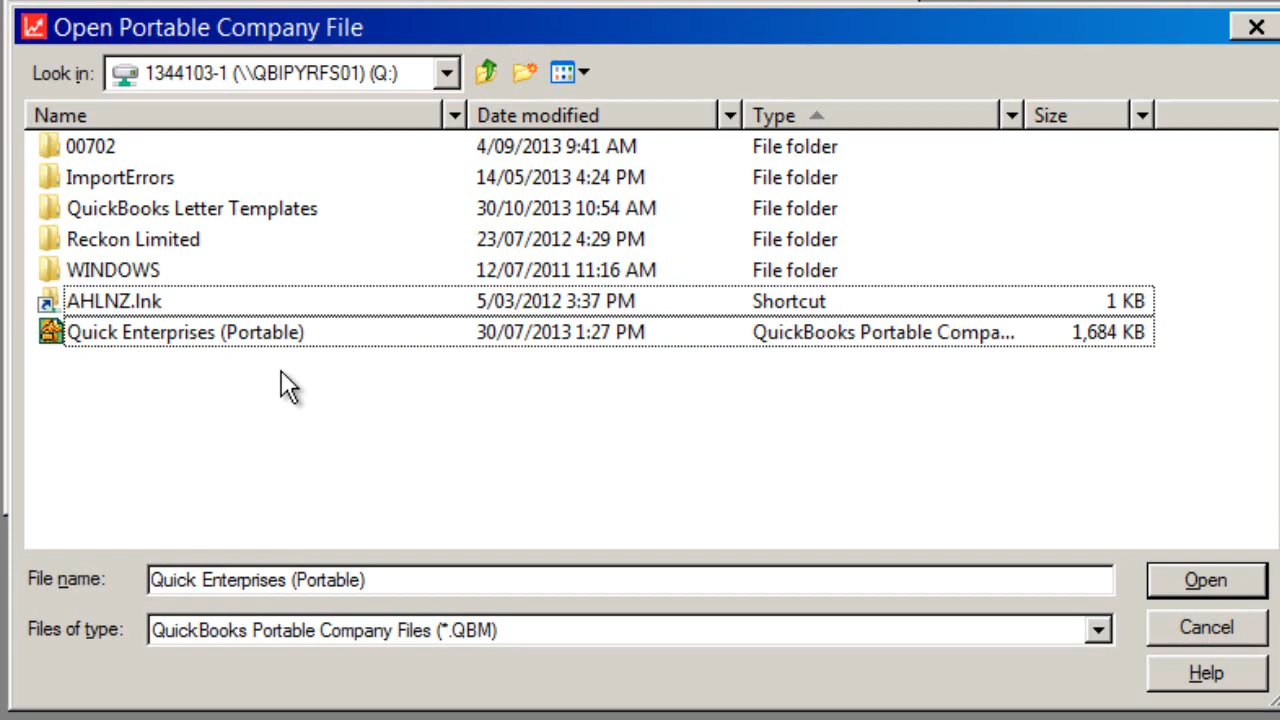 Open Portable Company File
Look in: 1344103-1 (\\QBIPYRFS01) (Q:)
Name Date modified Type Size
00702 4/09/2013 9:41 AM File folder
ImportErrors 14/05/2013 4:24 PM File folder
QuickBooks Letter Templates 30/10/2013 10:54 AM File folder
Reckon Limited 23/07/2012 4:29 PM File folder
WINDOWS 12/07/2011 11:16 AM File folder
AHLNZ.lnk 5/03/2012 3:37 PM Shortcut 1 KB
Quick Enterprises (Portable) 30/07/2013 1:27 PM QuickBooks Portable Compa... 1,684 KB
File name: Quick Enterprises (Portable) Open
Files of type: QuickBooks Portable Company Files (*.QBM) Cancel
Help